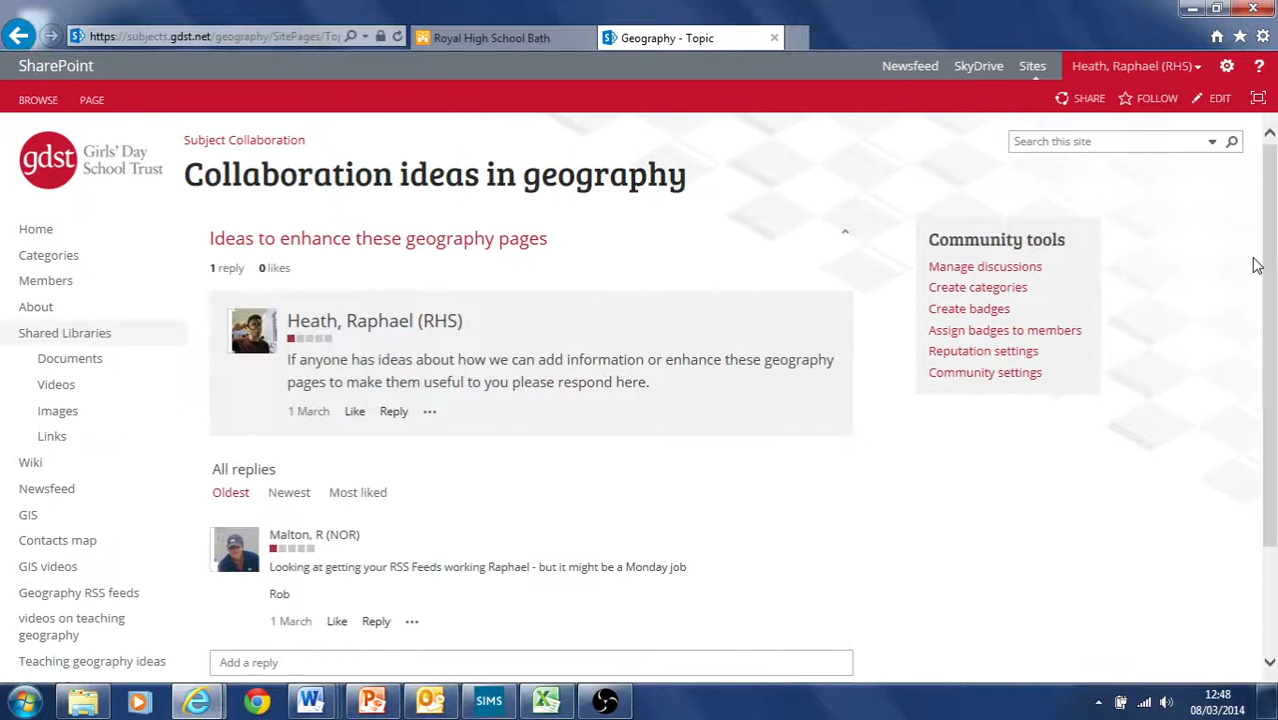 https://subjects.gdst.net/geography/SitePages/Top
Royal High School Bath
Geography - Topic
SharePoint
Newsfeed SkyDrive Sites Heath, Raphael (RHS) ?
BROWSE PAGE
SHARE FOLLOW EDIT
gdst Girls' Day School Trust
Subject Collaboration
Search this site
Collaboration ideas in geography
Home
Categories
Members
About
Shared Libraries
Documents
Videos
Images
Links
Wiki
Newsfeed
GIS
Contacts map
GIS videos
Geography RSS feeds
videos on teaching
geography
Teaching geography ideas
Ideas to enhance these geography pages
1 reply 0 likes
Heath, Raphael (RHS)
If anyone has ideas about how we can add information or enhance these geography
pages to make them useful to you please respond here.
1 March Like Reply ...
All replies
Oldest Newest Most liked
Malton, R (NOR)
Looking at getting your RSS Feeds working Raphael - but it might be a Monday job
Rob
1 March Like Reply ...
Add a reply
Community tools
Manage discussions
Create categories
Create badges
Assign badges to members
Reputation settings
Community settings
SIMS
12:48
08/03/2014